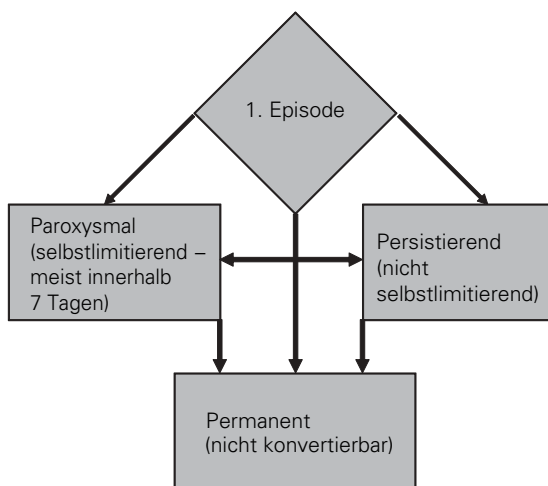 1. Episode
Paroxysmal
(selbstlimitierend –
meist innerhalb
7 Tagen)
Persistierend
(nicht
selbstlimitierend)
Permanent
(nicht konvertierbar)